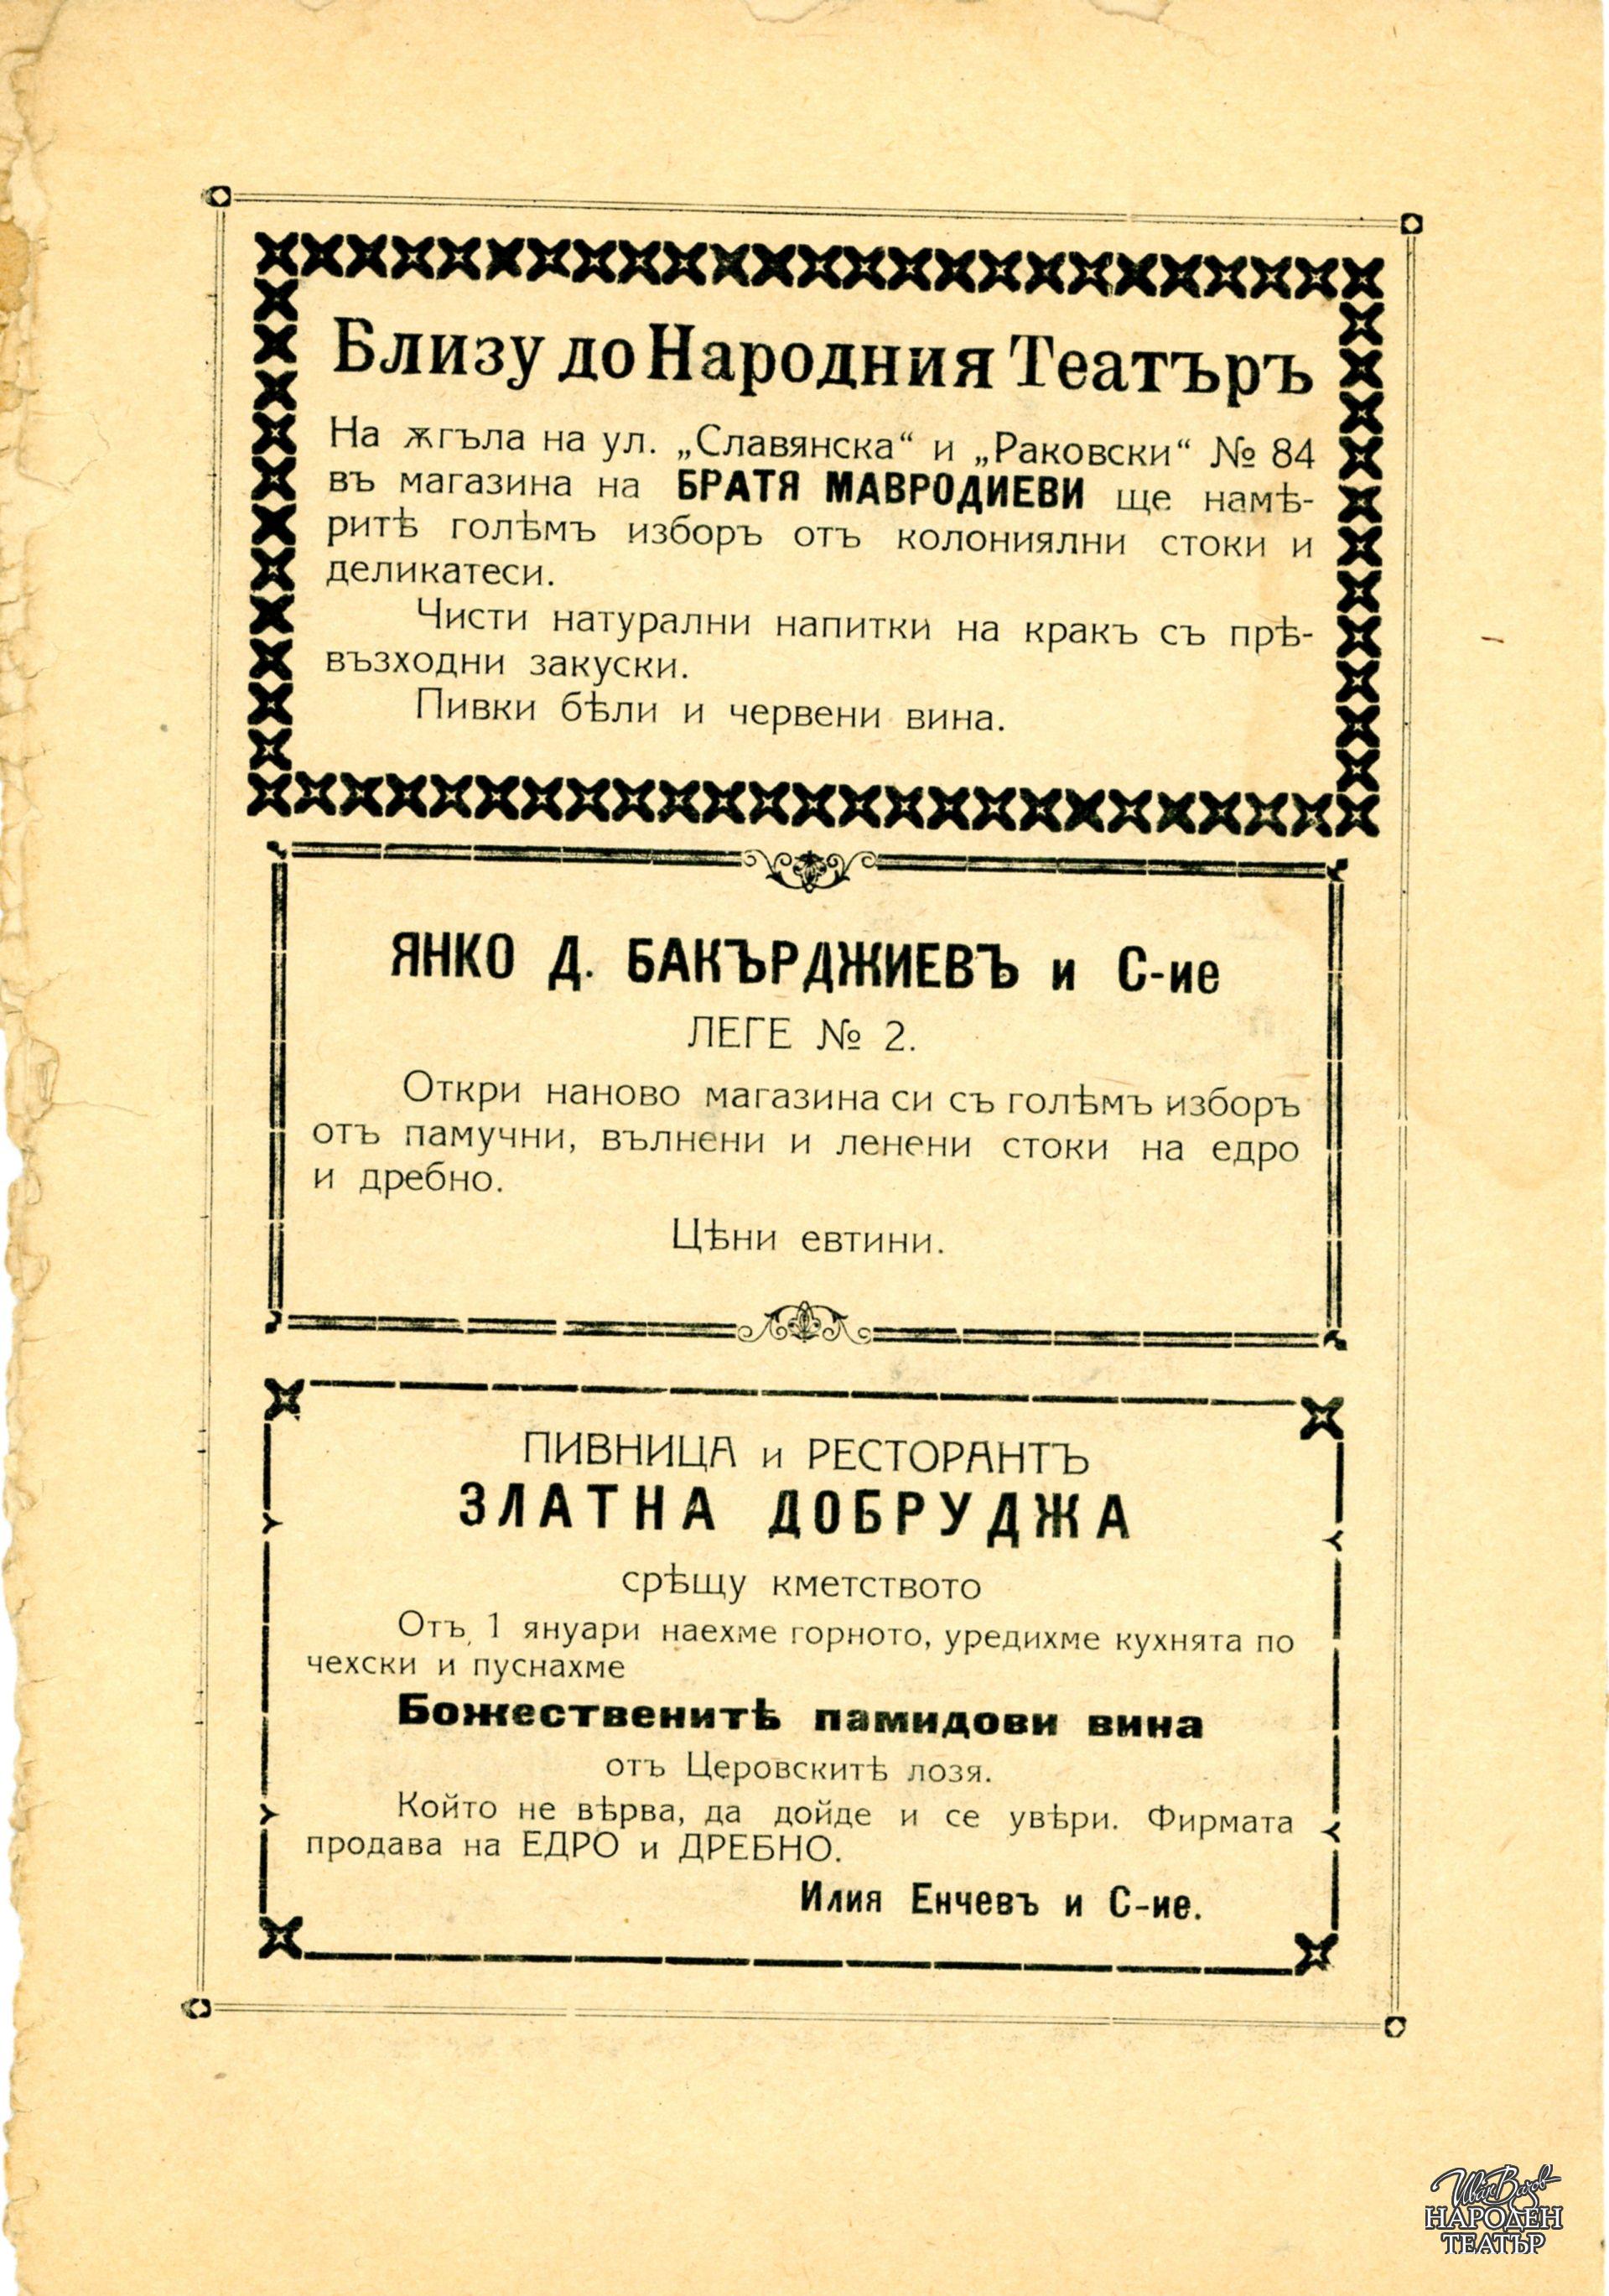 Близу до Народния Театъръ
На ѫгъла на ул. „Славянска“ и „Раковски“ № 84
въ магазина на БРАТЯ МАВРОДИЕВИ ще намѣ-
ритѣ голѣмъ изборъ отъ колониялни стоки и
деликатеси.
Чисти натурални напитки на кракъ съ прѣ-
възходни закуски.
Пивки бѣли и червени вина.
ЯНКО Д. БАКЪРДЖИЕВЪ и С-ие
ЛЕГЕ № 2.
Откри наново магазина си съ голѣмъ изборъ
отъ памучни, вълнени и ленени стоки на едро
и дребно.
Цѣни евтини.
ПИВНИЦА и РЕСТОРАНТЪ
ЗЛАТНА ДОБРУДЖА
срѣщу кметството
Отъ 1 януари наехме горното, уредихме кухнята по
чехски и пуснахме
Божественитѣ памидови вина
отъ Церовскитѣ лозя.
Който не вѣрва, да дойде и се увѣри. Фирмата
продава на ЕДРО и ДРЕБНО.
Илия Енчевъ и С-ие.
Иван Вазов
НАРОДЕН
ТЕАТЪР